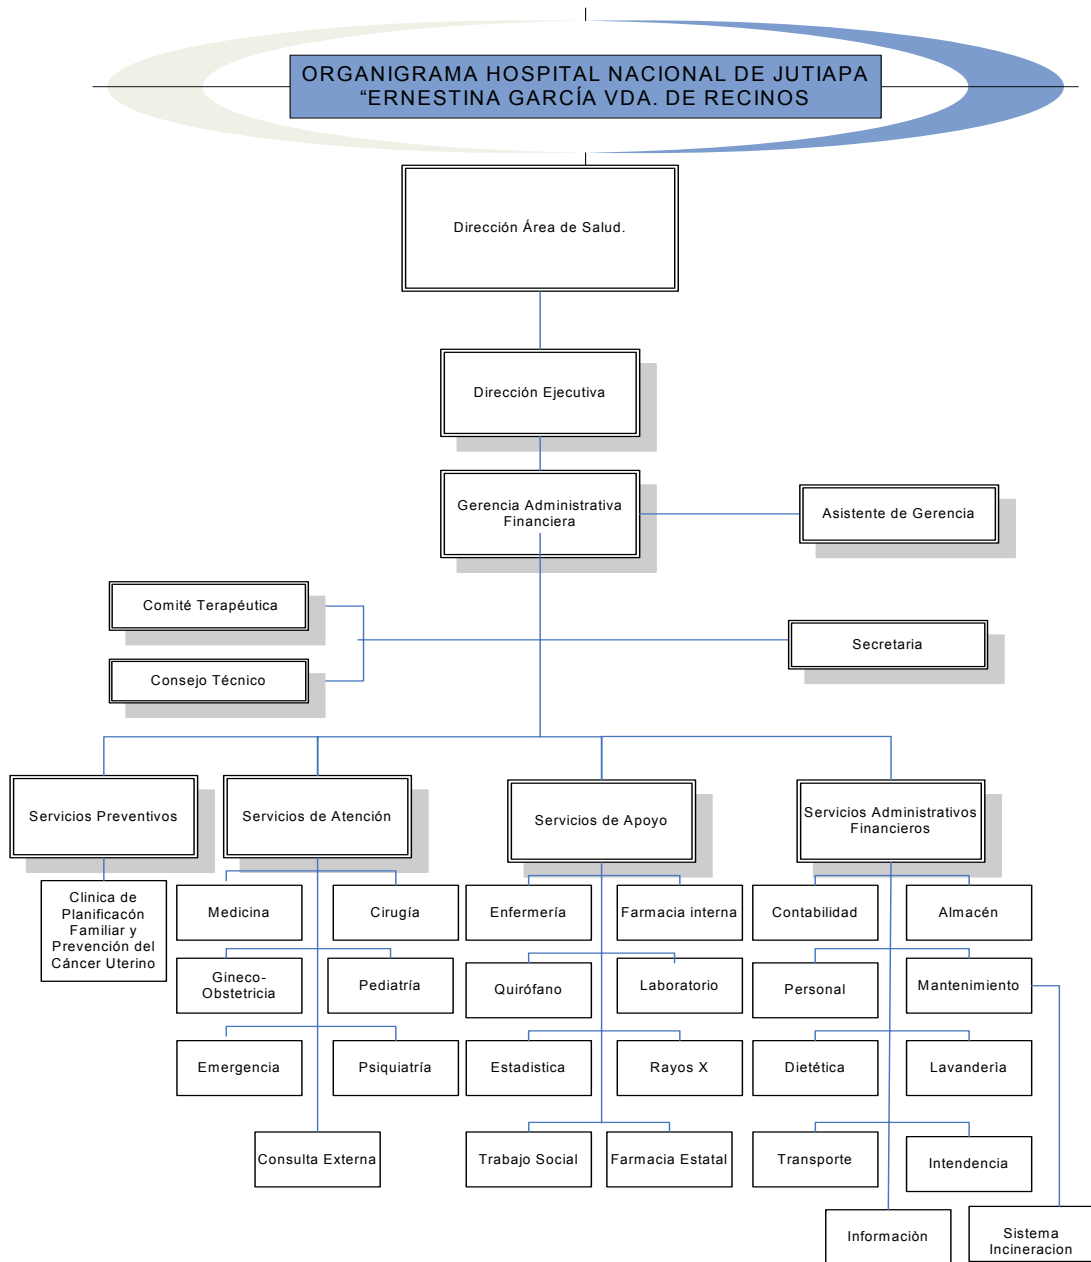 ORGANIGRAMA HOSPITAL NACIONAL DE JUTIAPA
“ERNESTINA GARCÍA VDA. DE RECINOS
Dirección Área de Salud.
Dirección Ejecutiva
Gerencia Administrativa
Financiera
Asistente de Gerencia
Comité Terapéutica
Secretaria
Consejo Técnico
Servicios Preventivos
Servicios de Atención
Servicios de Apoyo
Servicios Administrativos
Financieros
Clinica de
Planificacón
Familiar y
Prevención del
Cáncer Uterino
Medicina
Cirugía
Enfermería
Farmacia interna
Contabilidad
Almacén
Gineco-
Obstetricia
Pediatría
Quirófano
Laboratorio
Personal
Mantenimiento
Emergencia
Psiquiatría
Estadistica
Rayos X
Dietética
Lavanderìa
Consulta Externa
Trabajo Social
Farmacia Estatal
Transporte
Intendencia
Informaciòn
Sistema
Incineracion